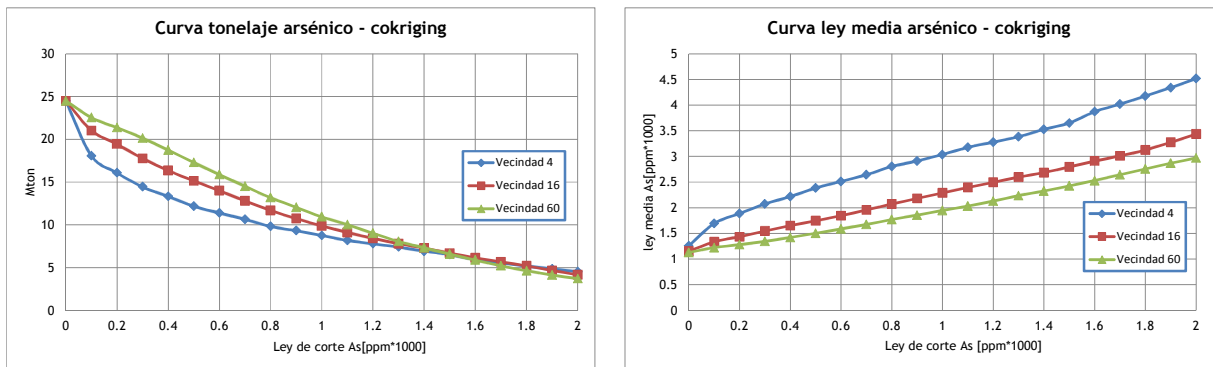 Curva tonelaje arsénico - cokriging
30
25
20
15
10
5
0
Mton
0 0.2 0.4 0.6 0.8 1 1.2 1.4 1.6 1.8 2
Ley de corte As[ppm*1000]
Vecindad 4
Vecindad 16
Vecindad 60
Curva ley media arsénico - cokriging
5
4.5
4
3.5
3
2.5
2
1.5
1
0.5
0
ley media As[ppm*1000]
0 0.2 0.4 0.6 0.8 1 1.2 1.4 1.6 1.8 2
Ley de corte As [ppm*1000]
Vecindad 4
Vecindad 16
Vecindad 60